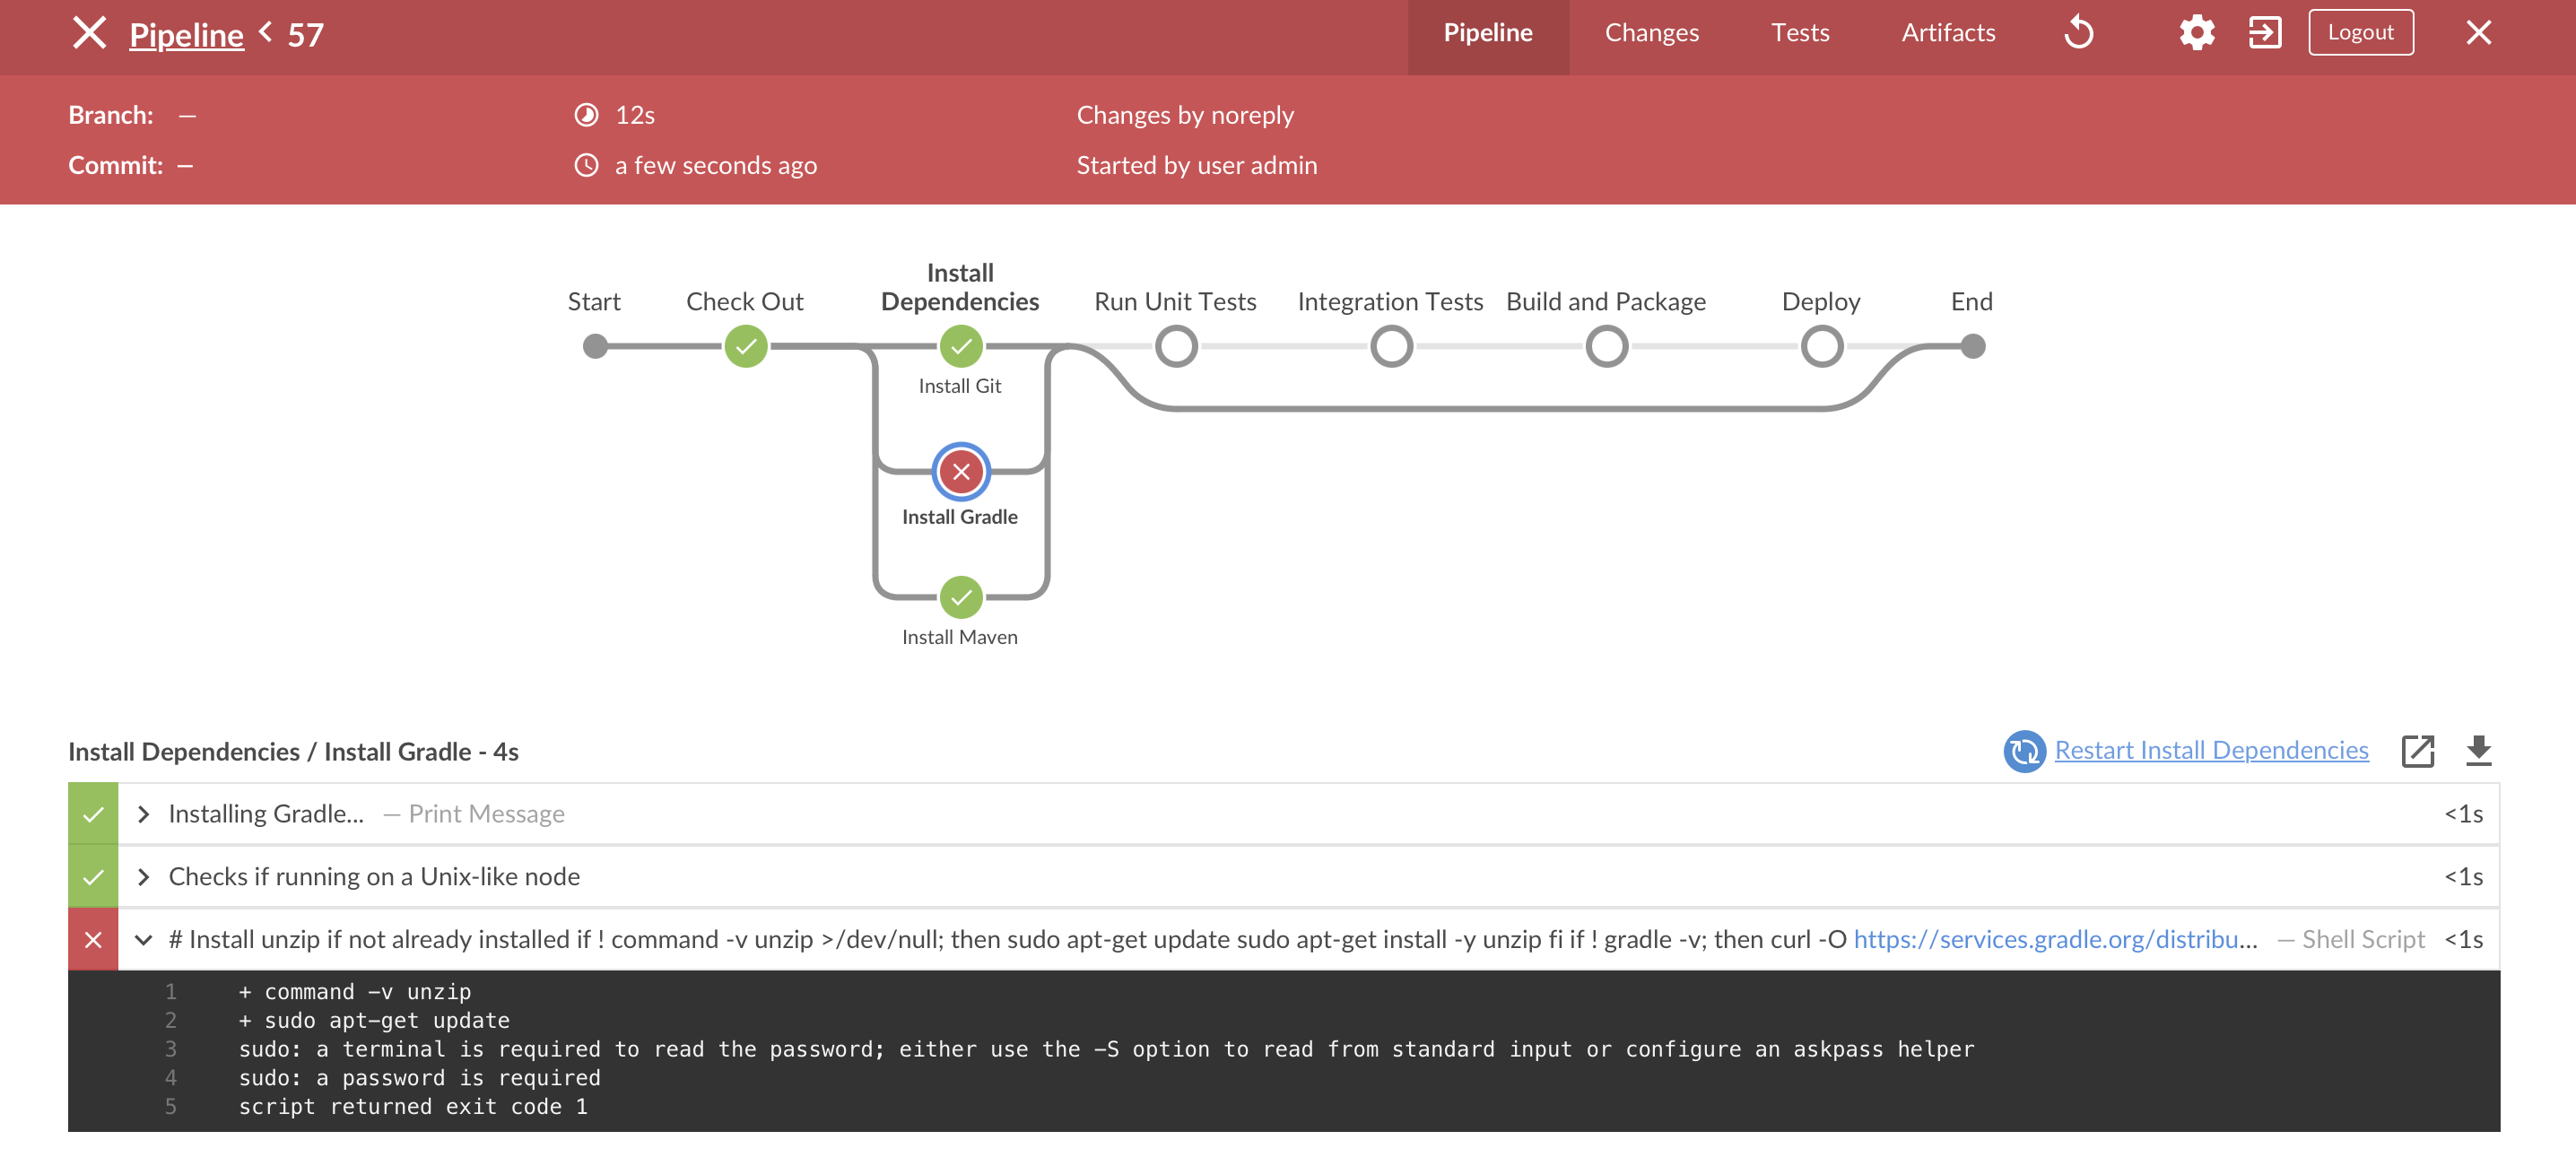 Pipeline < 57
Pipeline
Changes
Tests
Artifacts
Logout
Branch: —
12s
Changes by noreply
Commit: —
a few seconds ago
Started by user admin
Start
Check Out
Install
Dependencies
Run Unit Tests
Integration Tests
Build and Package
Deploy
End
Install Git
Install Gradle
Install Maven
Install Dependencies / Install Gradle - 4s
Restart Install Dependencies
Installing Gradle... — Print Message <1s
Checks if running on a Unix-like node <1s
# Install unzip if not already installed if ! command -v unzip >/dev/null; then sudo apt-get update sudo apt-get install -y unzip fi if ! gradle -v; then curl -O https://services.gradle.org/distribu... — Shell Script <1s
1 + command -v unzip
2 + sudo apt-get update
3 sudo: a terminal is required to read the password; either use the -S option to read from standard input or configure an askpass helper
4 sudo: a password is required
5 script returned exit code 1